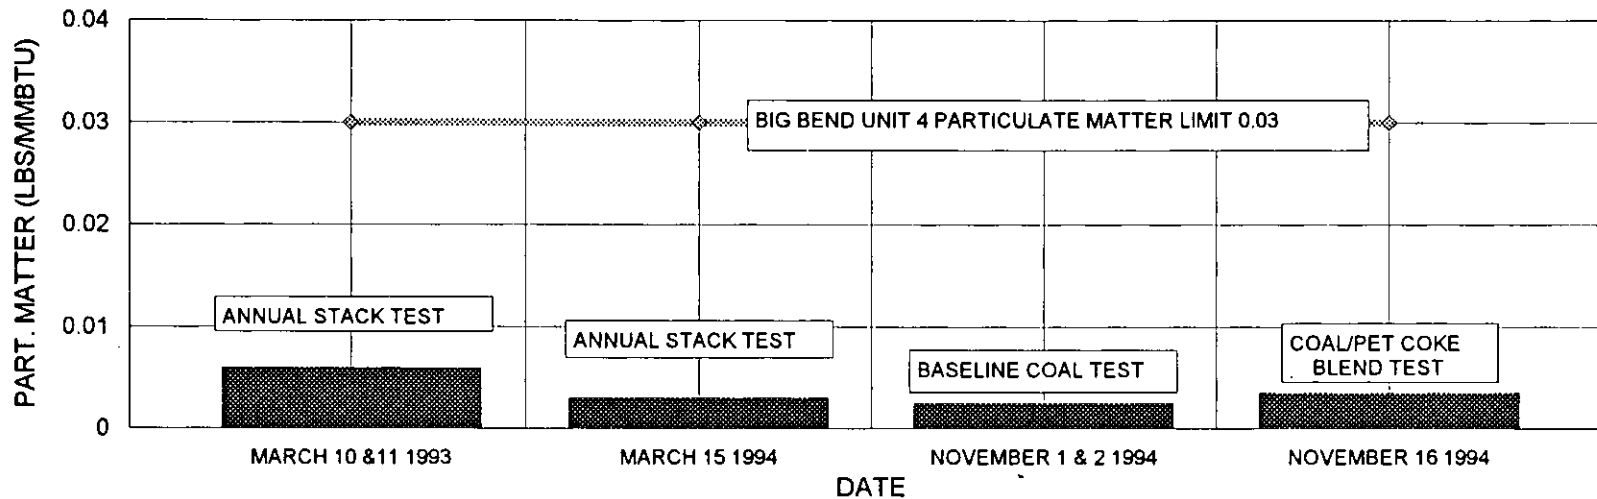 0.04
0.03
0.02
0.01
0
PART. MATTER (LBS/MMBTU)
BIG BEND UNIT 4 PARTICULATE MATTER LIMIT 0.03
ANNUAL STACK TEST
ANNUAL STACK TEST
BASELINE COAL TEST
COAL/PET COKE
BLEND TEST
MARCH 10 &11 1993
MARCH 15 1994
NOVEMBER 1 & 2 1994
NOVEMBER 16 1994
DATE